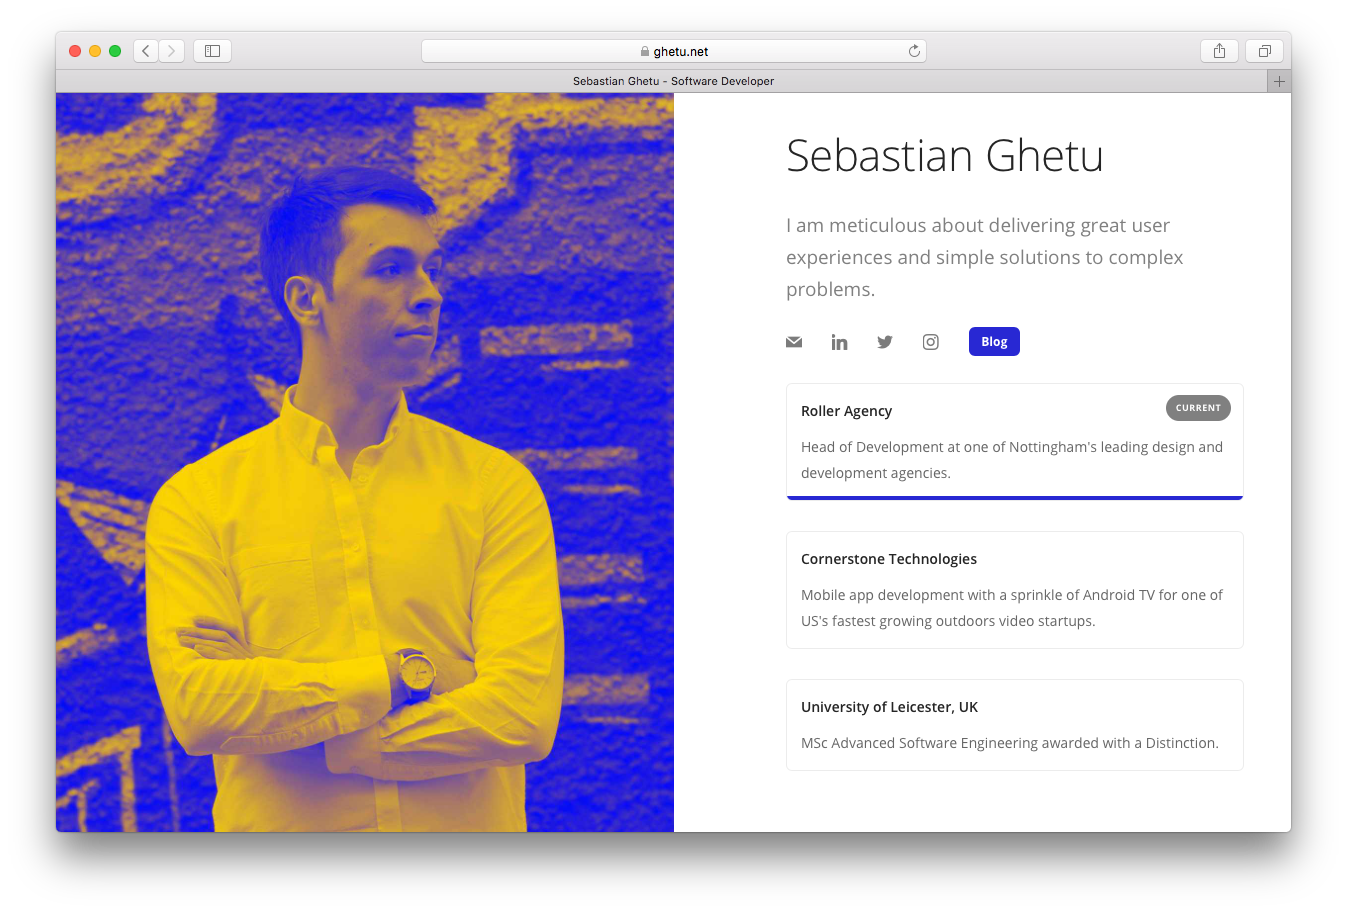 ghetu.net
Sebastian Ghetu - Software Developer
Sebastian Ghetu
I am meticulous about delivering great user
experiences and simple solutions to complex
problems.
Blog
Roller Agency
CURRENT
Head of Development at one of Nottingham's leading design and
development agencies.
Cornerstone Technologies
Mobile app development with a sprinkle of Android TV for one of
US's fastest growing outdoors video startups.
University of Leicester, UK
MSc Advanced Software Engineering awarded with a Distinction.